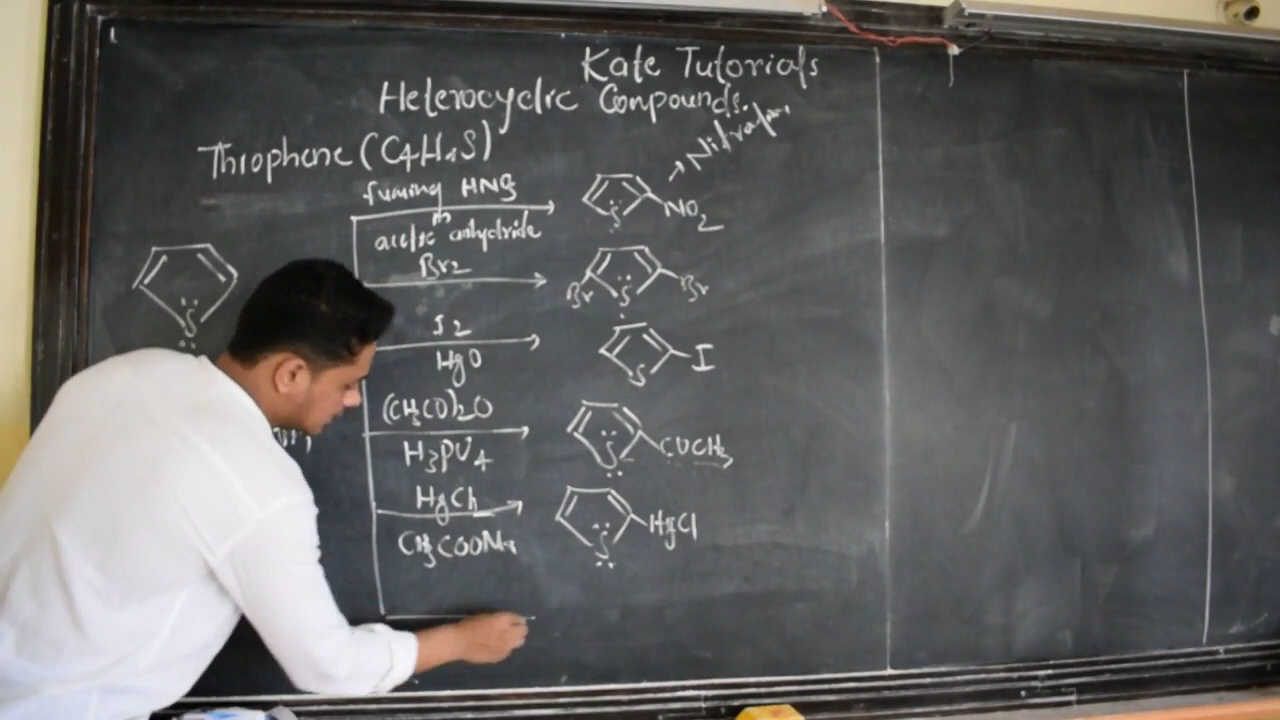 Kate Tutorials
Heterocyclic Compounds.
Thiophene (C4H4S)
fuming HNO3
in
acetic anhydride
NO2
→ Nitration
Br2
Br S Br
S
I2
HgO
S I
(CH3CO)2O
H3PO4
S COCH3
HgCl2
CH3COONa
S HgCl